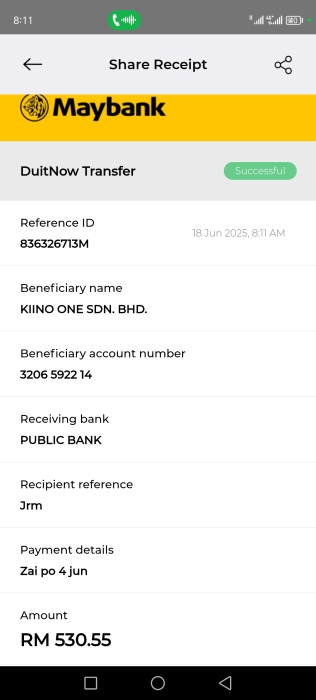 8:11
Share Receipt
Maybank
DuitNow Transfer
Successful
Reference ID
18 Jun 2025, 8:11 AM
836326713M
Beneficiary name
KIINO ONE SDN. BHD.
Beneficiary account number
3206 5922 14
Receiving bank
PUBLIC BANK
Recipient reference
Jrm
Payment details
Zai po 4 jun
Amount
RM 530.55